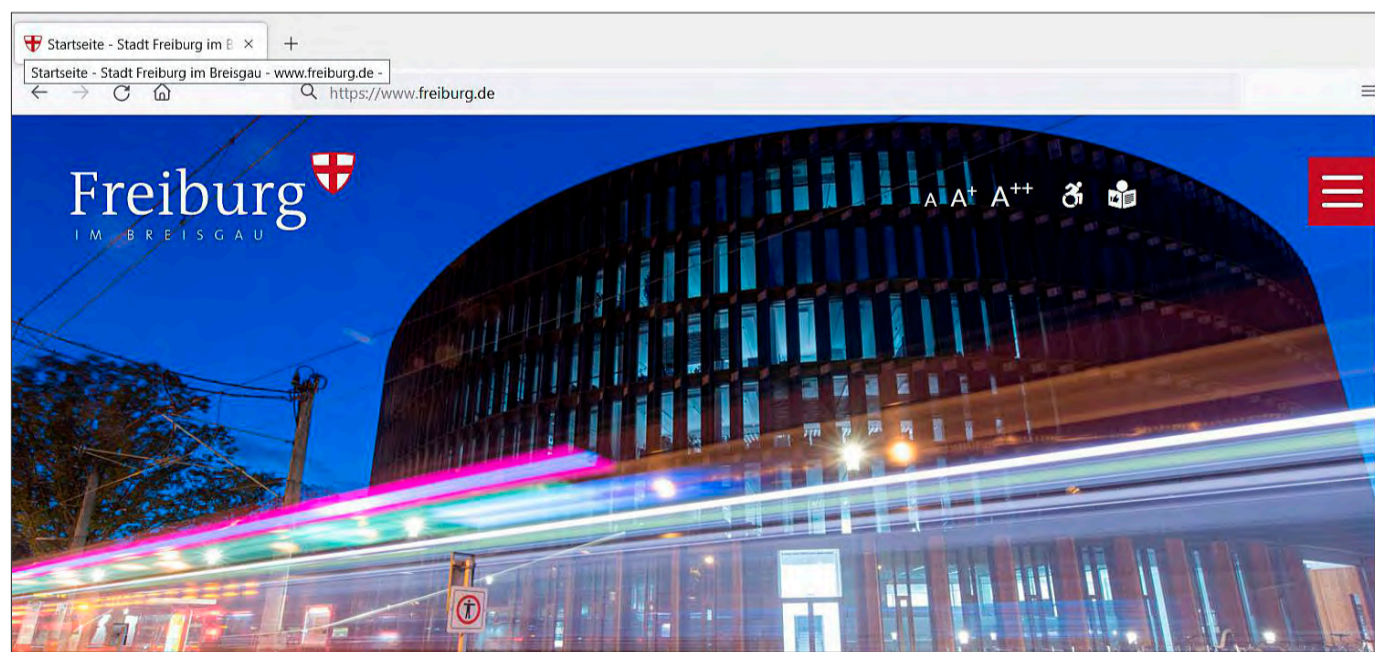 Startseite - Stadt Freiburg im B
Startseite - Stadt Freiburg im Breisgau - www.freiburg.de -
https://www.freiburg.de
Freiburg
IM BREISGAU
A A+ A++